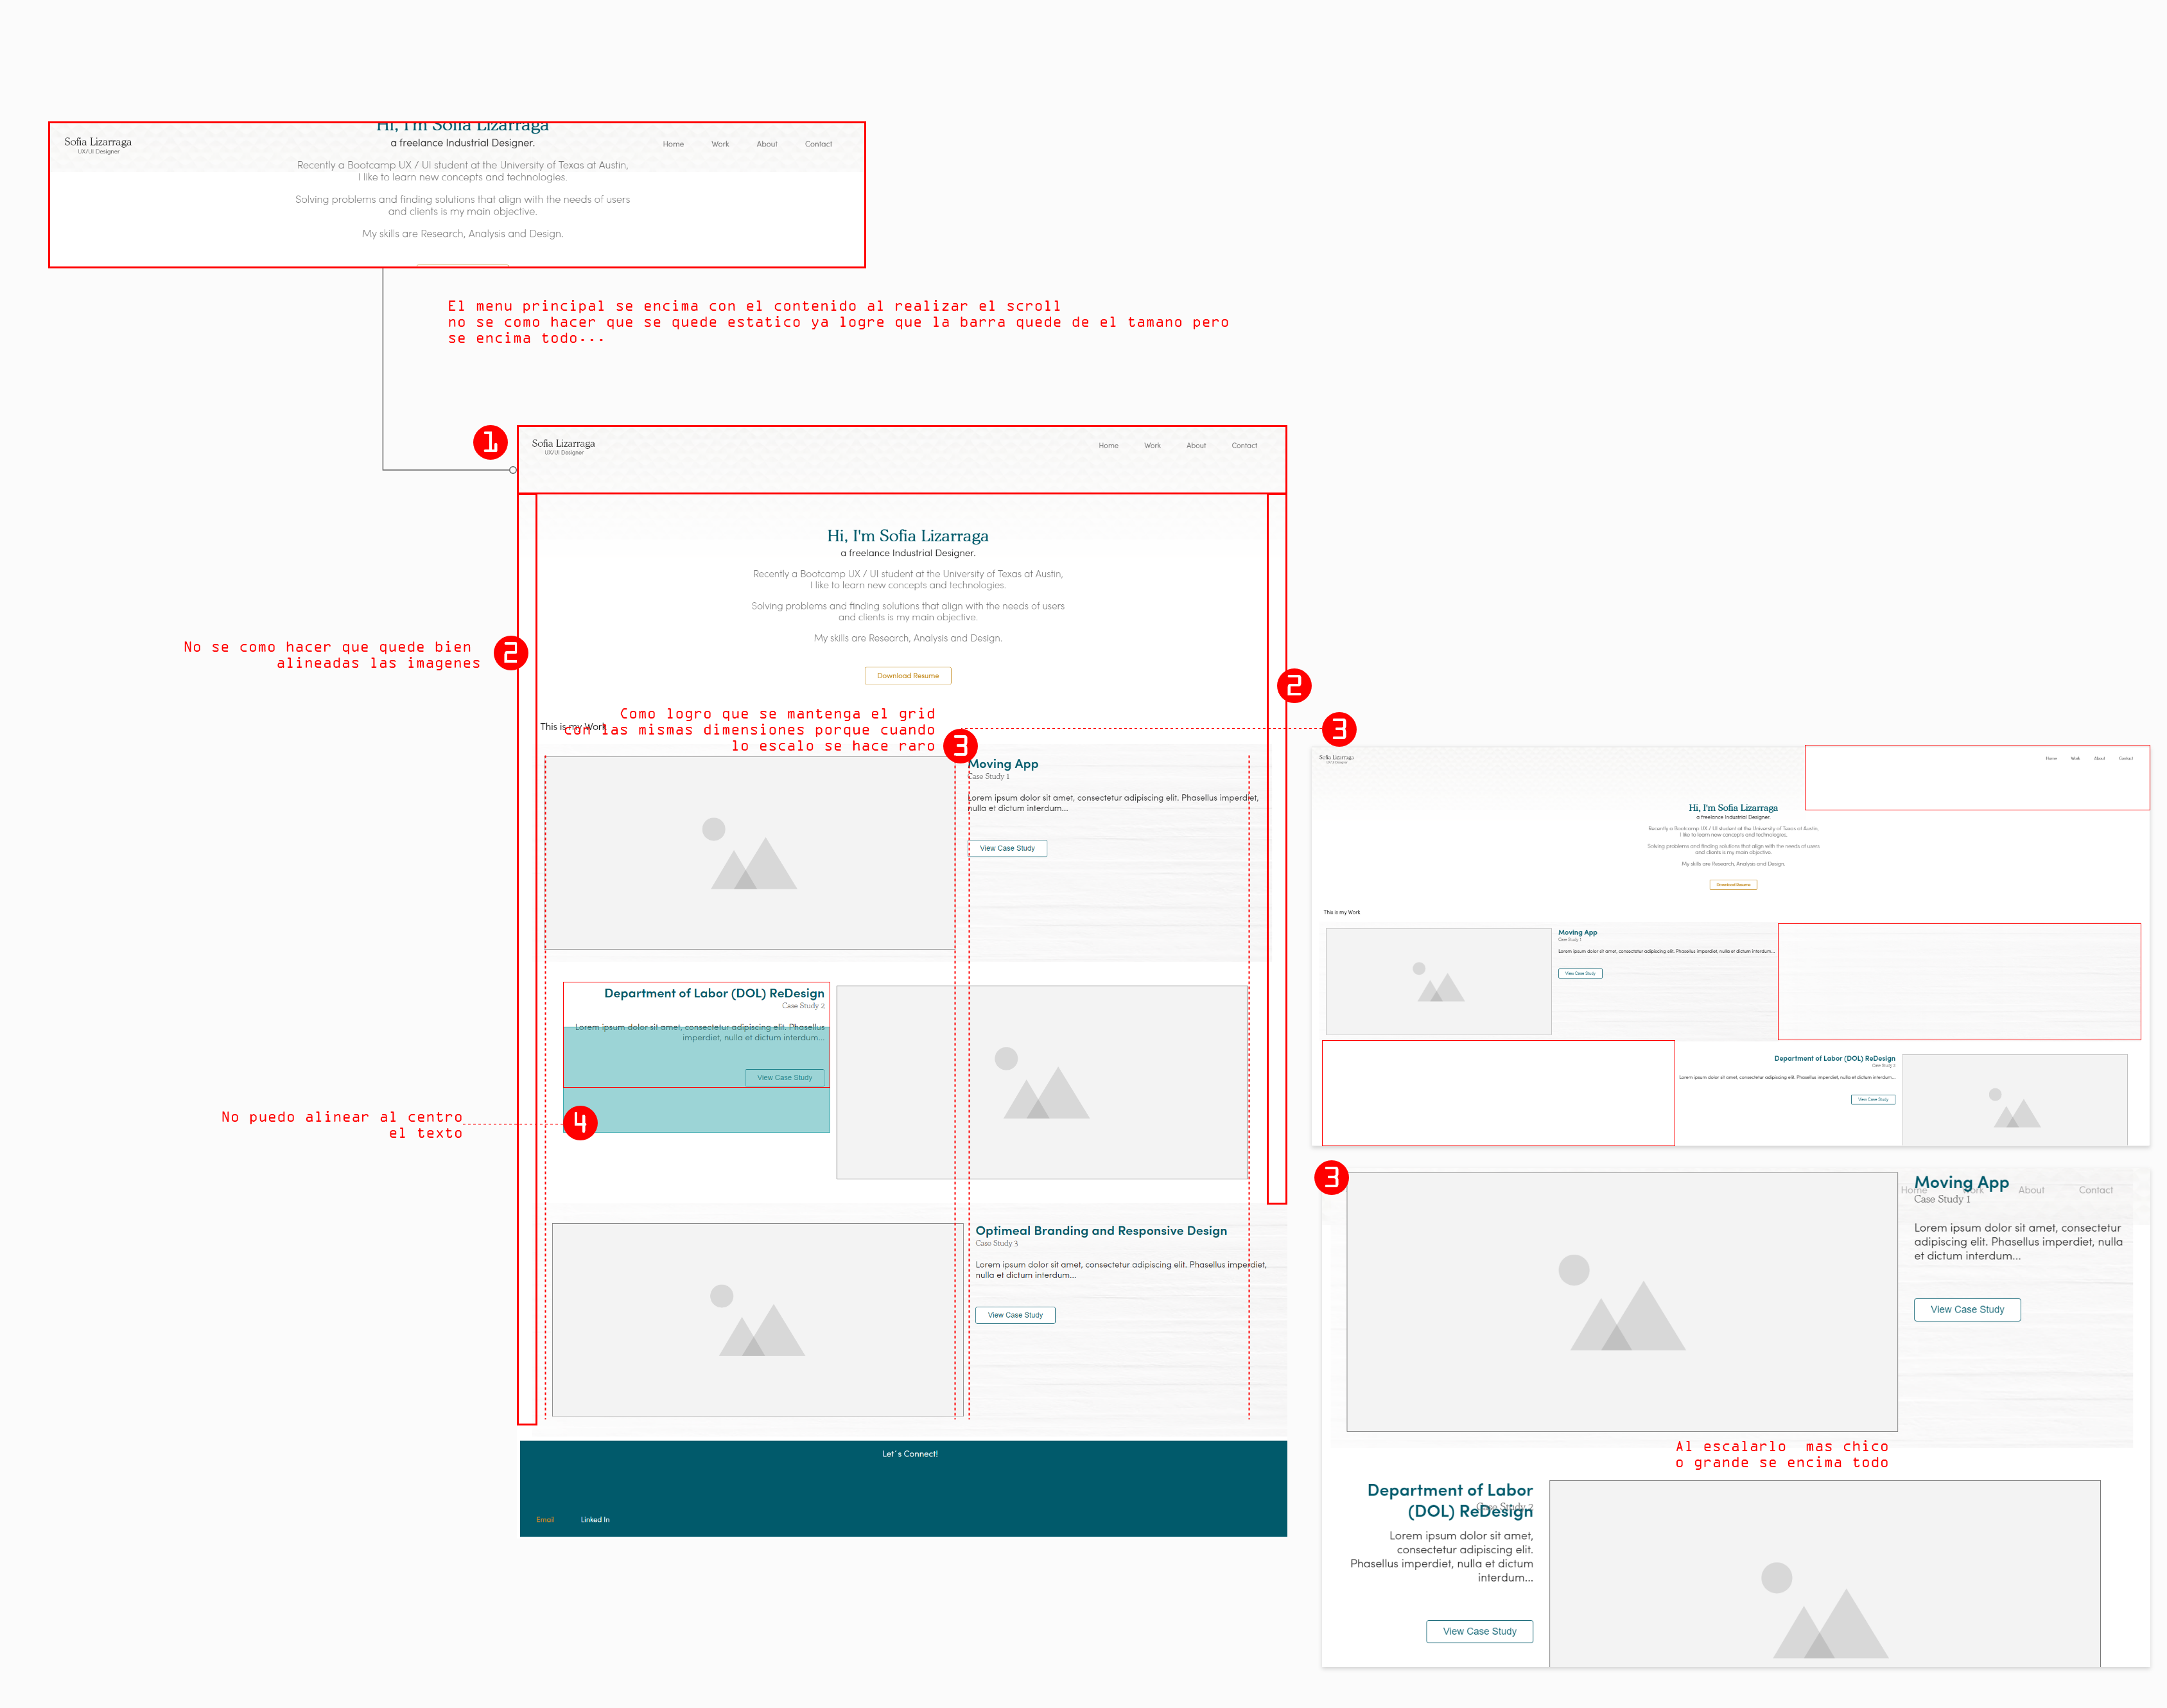 Hi, I'm Sofia Lizarraga
Sofia Lizarraga
UX/UI Designer
a freelance Industrial Designer.
Home Work About Contact
Recently a Bootcamp UX / UI student at the University of Texas at Austin,
I like to learn new concepts and technologies.
Solving problems and finding solutions that align with the needs of users
and clients is my main objective.
My skills are Research, Analysis and Design.
El menu principal se encima con el contenido al realizar el scroll
no se como hacer que se quede estatico ya logre que la barra quede de el tamano pero
se encima todo...
1
Sofia Lizarraga
UX/UI Designer
Home Work About Contact
Hi, I'm Sofia Lizarraga
a freelance Industrial Designer.
Recently a Bootcamp UX / UI student at the University of Texas at Austin,
I like to learn new concepts and technologies.
Solving problems and finding solutions that align with the needs of users
and clients is my main objective.
My skills are Research, Analysis and Design.
Download Resume
No se como hacer que quede bien
alineadas las imagenes
2
2
This is my Work
Como logro que se mantenga el grid
con las mismas dimensiones porque cuando
lo escalo se hace raro
3
Moving App
Case Study 1
Lorem ipsum dolor sit amet, consectetur adipiscing elit. Phasellus imperdiet,
nulla et dictum interdum...
View Case Study
Department of Labor (DOL) ReDesign
Case Study 2
Lorem ipsum dolor sit amet, consectetur adipiscing elit. Phasellus
imperdiet, nulla et dictum interdum...
View Case Study
No puedo alinear al centro
el texto
4
Optimeal Branding and Responsive Design
Case Study 3
Lorem ipsum dolor sit amet, consectetur adipiscing elit. Phasellus imperdiet,
nulla et dictum interdum...
View Case Study
Let´s Connect!
Email Linked In
3
Sofia Lizarraga
UX/UI Designer
Home Work About Contact
Hi, I'm Sofia Lizarraga
a freelance Industrial Designer.
Recently a Bootcamp UX / UI student at the University of Texas at Austin,
I like to learn new concepts and technologies.
Solving problems and finding solutions that align with the needs of users
and clients is my main objective.
My skills are Research, Analysis and Design.
Download Resume
This is my Work
Moving App
Case Study 1
Lorem ipsum dolor sit amet, consectetur adipiscing elit. Phasellus imperdiet, nulla et dictum interdum...
View Case Study
Department of Labor (DOL) ReDesign
Case Study 2
Lorem ipsum dolor sit amet, consectetur adipiscing elit. Phasellus imperdiet, nulla et dictum interdum...
View Case Study
3
Moving App
Home Work About Contact
Case Study 1
Lorem ipsum dolor sit amet, consectetur
adipiscing elit. Phasellus imperdiet, nulla
et dictum interdum...
View Case Study
Al escalarlo mas chico
o grande se encima todo
Department of Labor
(DOL) ReDesign
Case Study 2
Lorem ipsum dolor sit amet,
consectetur adipiscing elit.
Phasellus imperdiet, nulla et dictum
interdum...
View Case Study